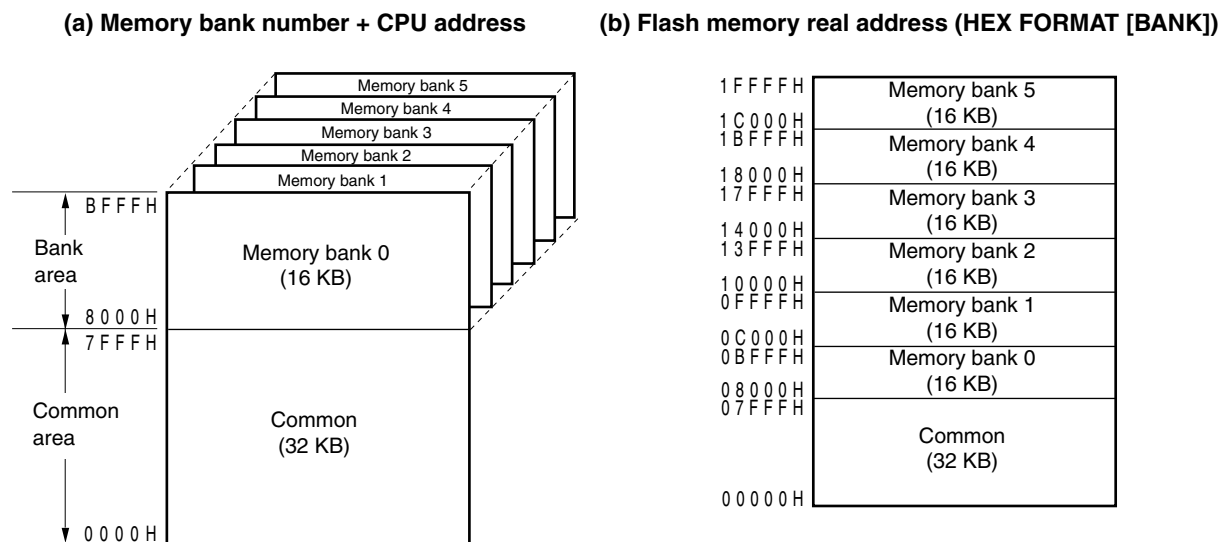 (a) Memory bank number + CPU address
Memory bank 5
Memory bank 4
Memory bank 3
Memory bank 2
Memory bank 1
BFFFH
Bank
area
Memory bank 0
(16 KB)
8000H
7FFFH
Common
area
Common
(32 KB)
0000H
(b) Flash memory real address (HEX FORMAT [BANK])
1FFFFH
Memory bank 5
(16 KB)
1C000H
1BFFFH
Memory bank 4
(16 KB)
18000H
17FFFH
Memory bank 3
(16 KB)
14000H
13FFFH
Memory bank 2
(16 KB)
10000H
0FFFFH
Memory bank 1
(16 KB)
0C000H
0BFFFH
Memory bank 0
(16 KB)
08000H
07FFFH
Common
(32 KB)
00000H